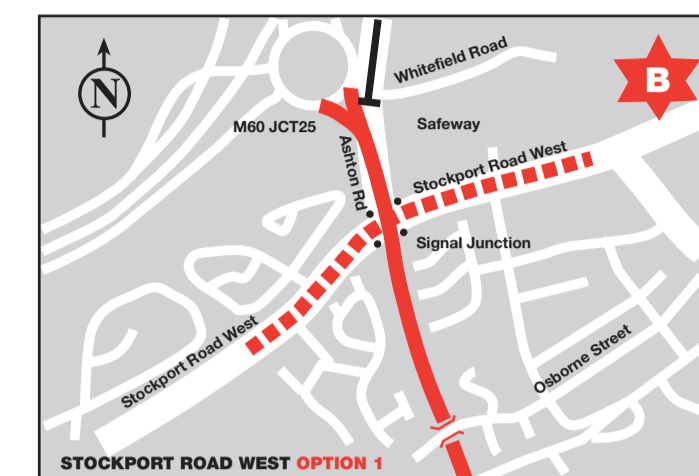 Whitefield Road
B
N
M60 JCT25
Safeway
Ashton Rd
Stockport Road West
Signal Junction
Stockport Road West
Osborne Street
STOCKPORT ROAD WEST OPTION 1